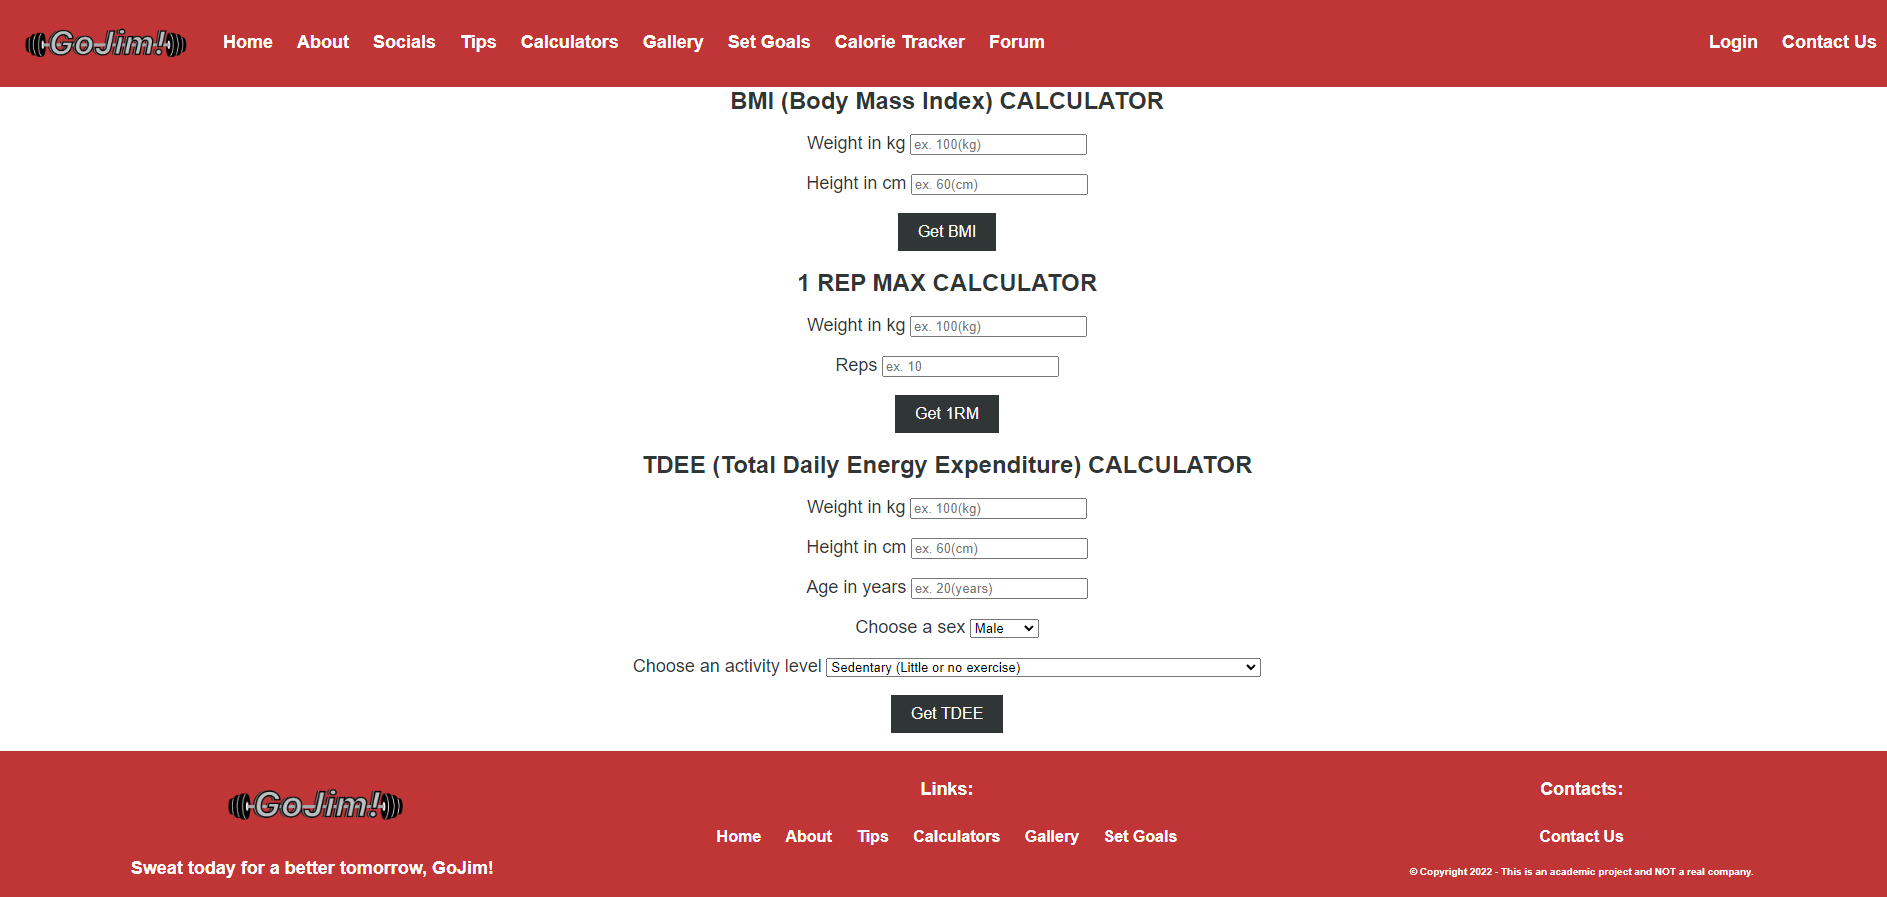 GoJim! Home About Socials Tips Calculators Gallery Set Goals Calorie Tracker Forum Login Contact Us
BMI (Body Mass Index) CALCULATOR
Weight in kg ex. 100(kg)
Height in cm ex. 60(cm)
Get BMI
1 REP MAX CALCULATOR
Weight in kg ex. 100(kg)
Reps ex. 10
Get 1RM
TDEE (Total Daily Energy Expenditure) CALCULATOR
Weight in kg ex. 100(kg)
Height in cm ex. 60(cm)
Age in years ex. 20(years)
Choose a sex Male
Choose an activity level Sedentary (Little or no exercise)
Get TDEE
GoJim!
Sweat today for a better tomorrow, GoJim!
Links:
Home About Tips Calculators Gallery Set Goals
Contacts:
Contact Us
© Copyright 2022 - This is an academic project and NOT a real company.